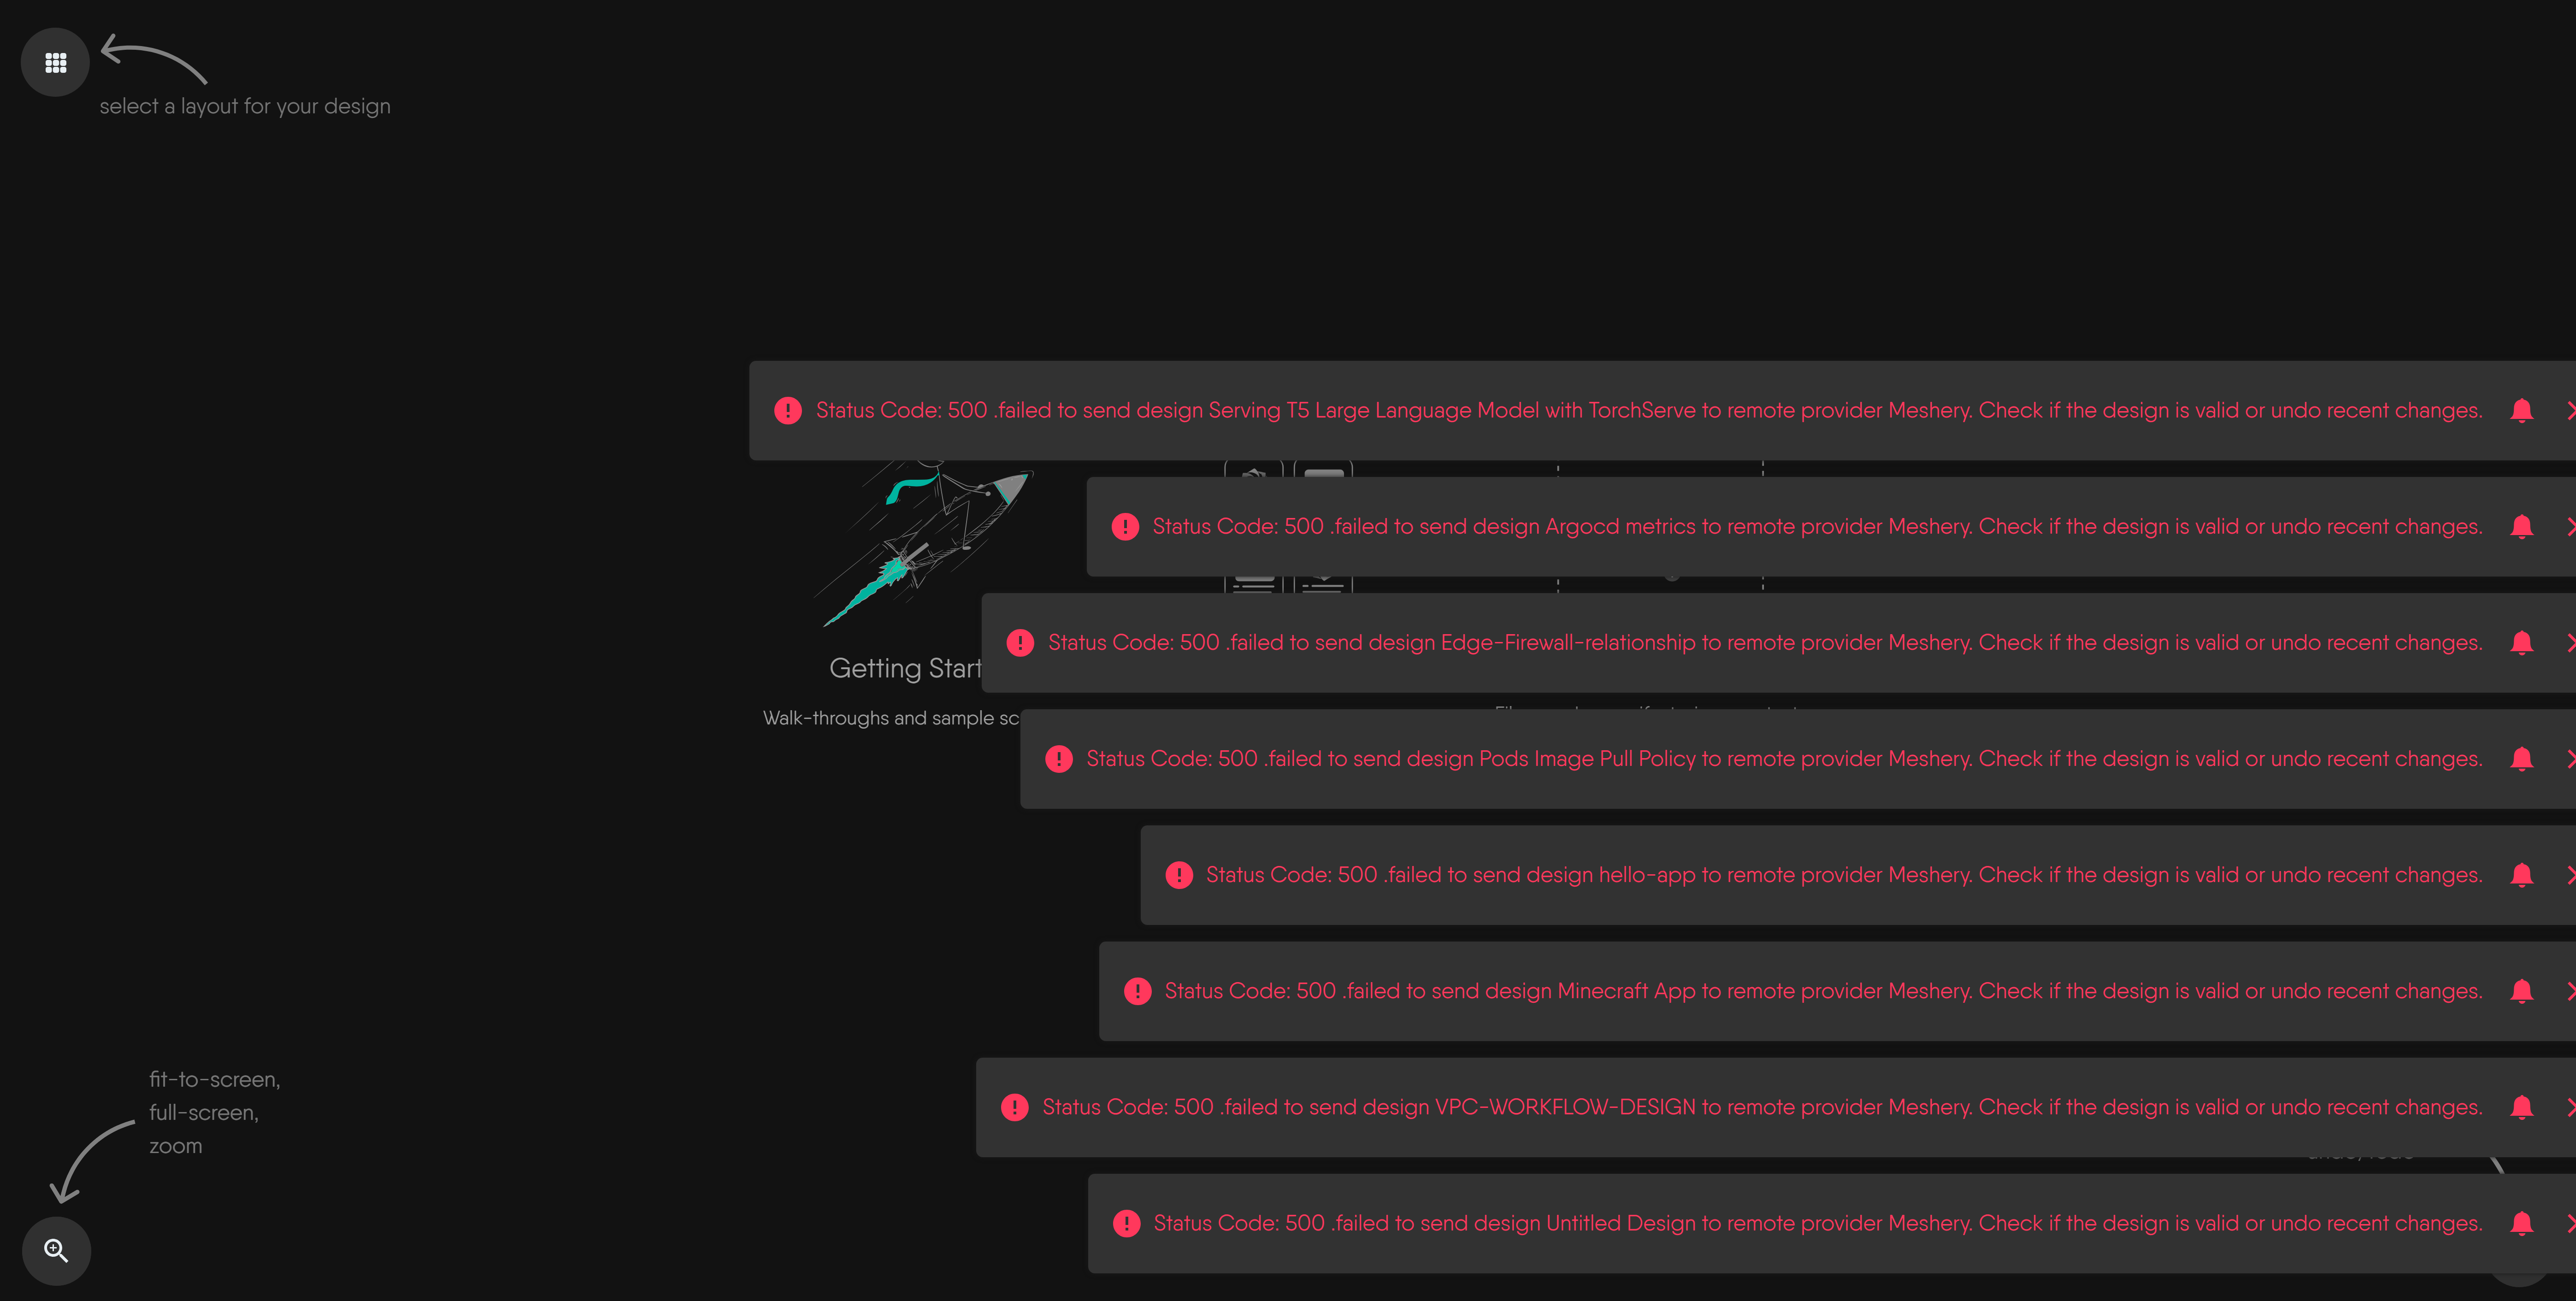 select a layout for your design
Status Code: 500 .failed to send design Serving T5 Large Language Model with TorchServe to remote provider Meshery. Check if the design is valid or undo recent changes.
Status Code: 500 .failed to send design Argocd metrics to remote provider Meshery. Check if the design is valid or undo recent changes.
Status Code: 500 .failed to send design Edge-Firewall-relationship to remote provider Meshery. Check if the design is valid or undo recent changes.
Getting Start
Walk-throughs and sample sc
Status Code: 500 .failed to send design Pods Image Pull Policy to remote provider Meshery. Check if the design is valid or undo recent changes.
Status Code: 500 .failed to send design hello-app to remote provider Meshery. Check if the design is valid or undo recent changes.
Status Code: 500 .failed to send design Minecraft App to remote provider Meshery. Check if the design is valid or undo recent changes.
fit-to-screen,
full-screen,
zoom
Status Code: 500 .failed to send design VPC-WORKFLOW-DESIGN to remote provider Meshery. Check if the design is valid or undo recent changes.
Status Code: 500 .failed to send design Untitled Design to remote provider Meshery. Check if the design is valid or undo recent changes.